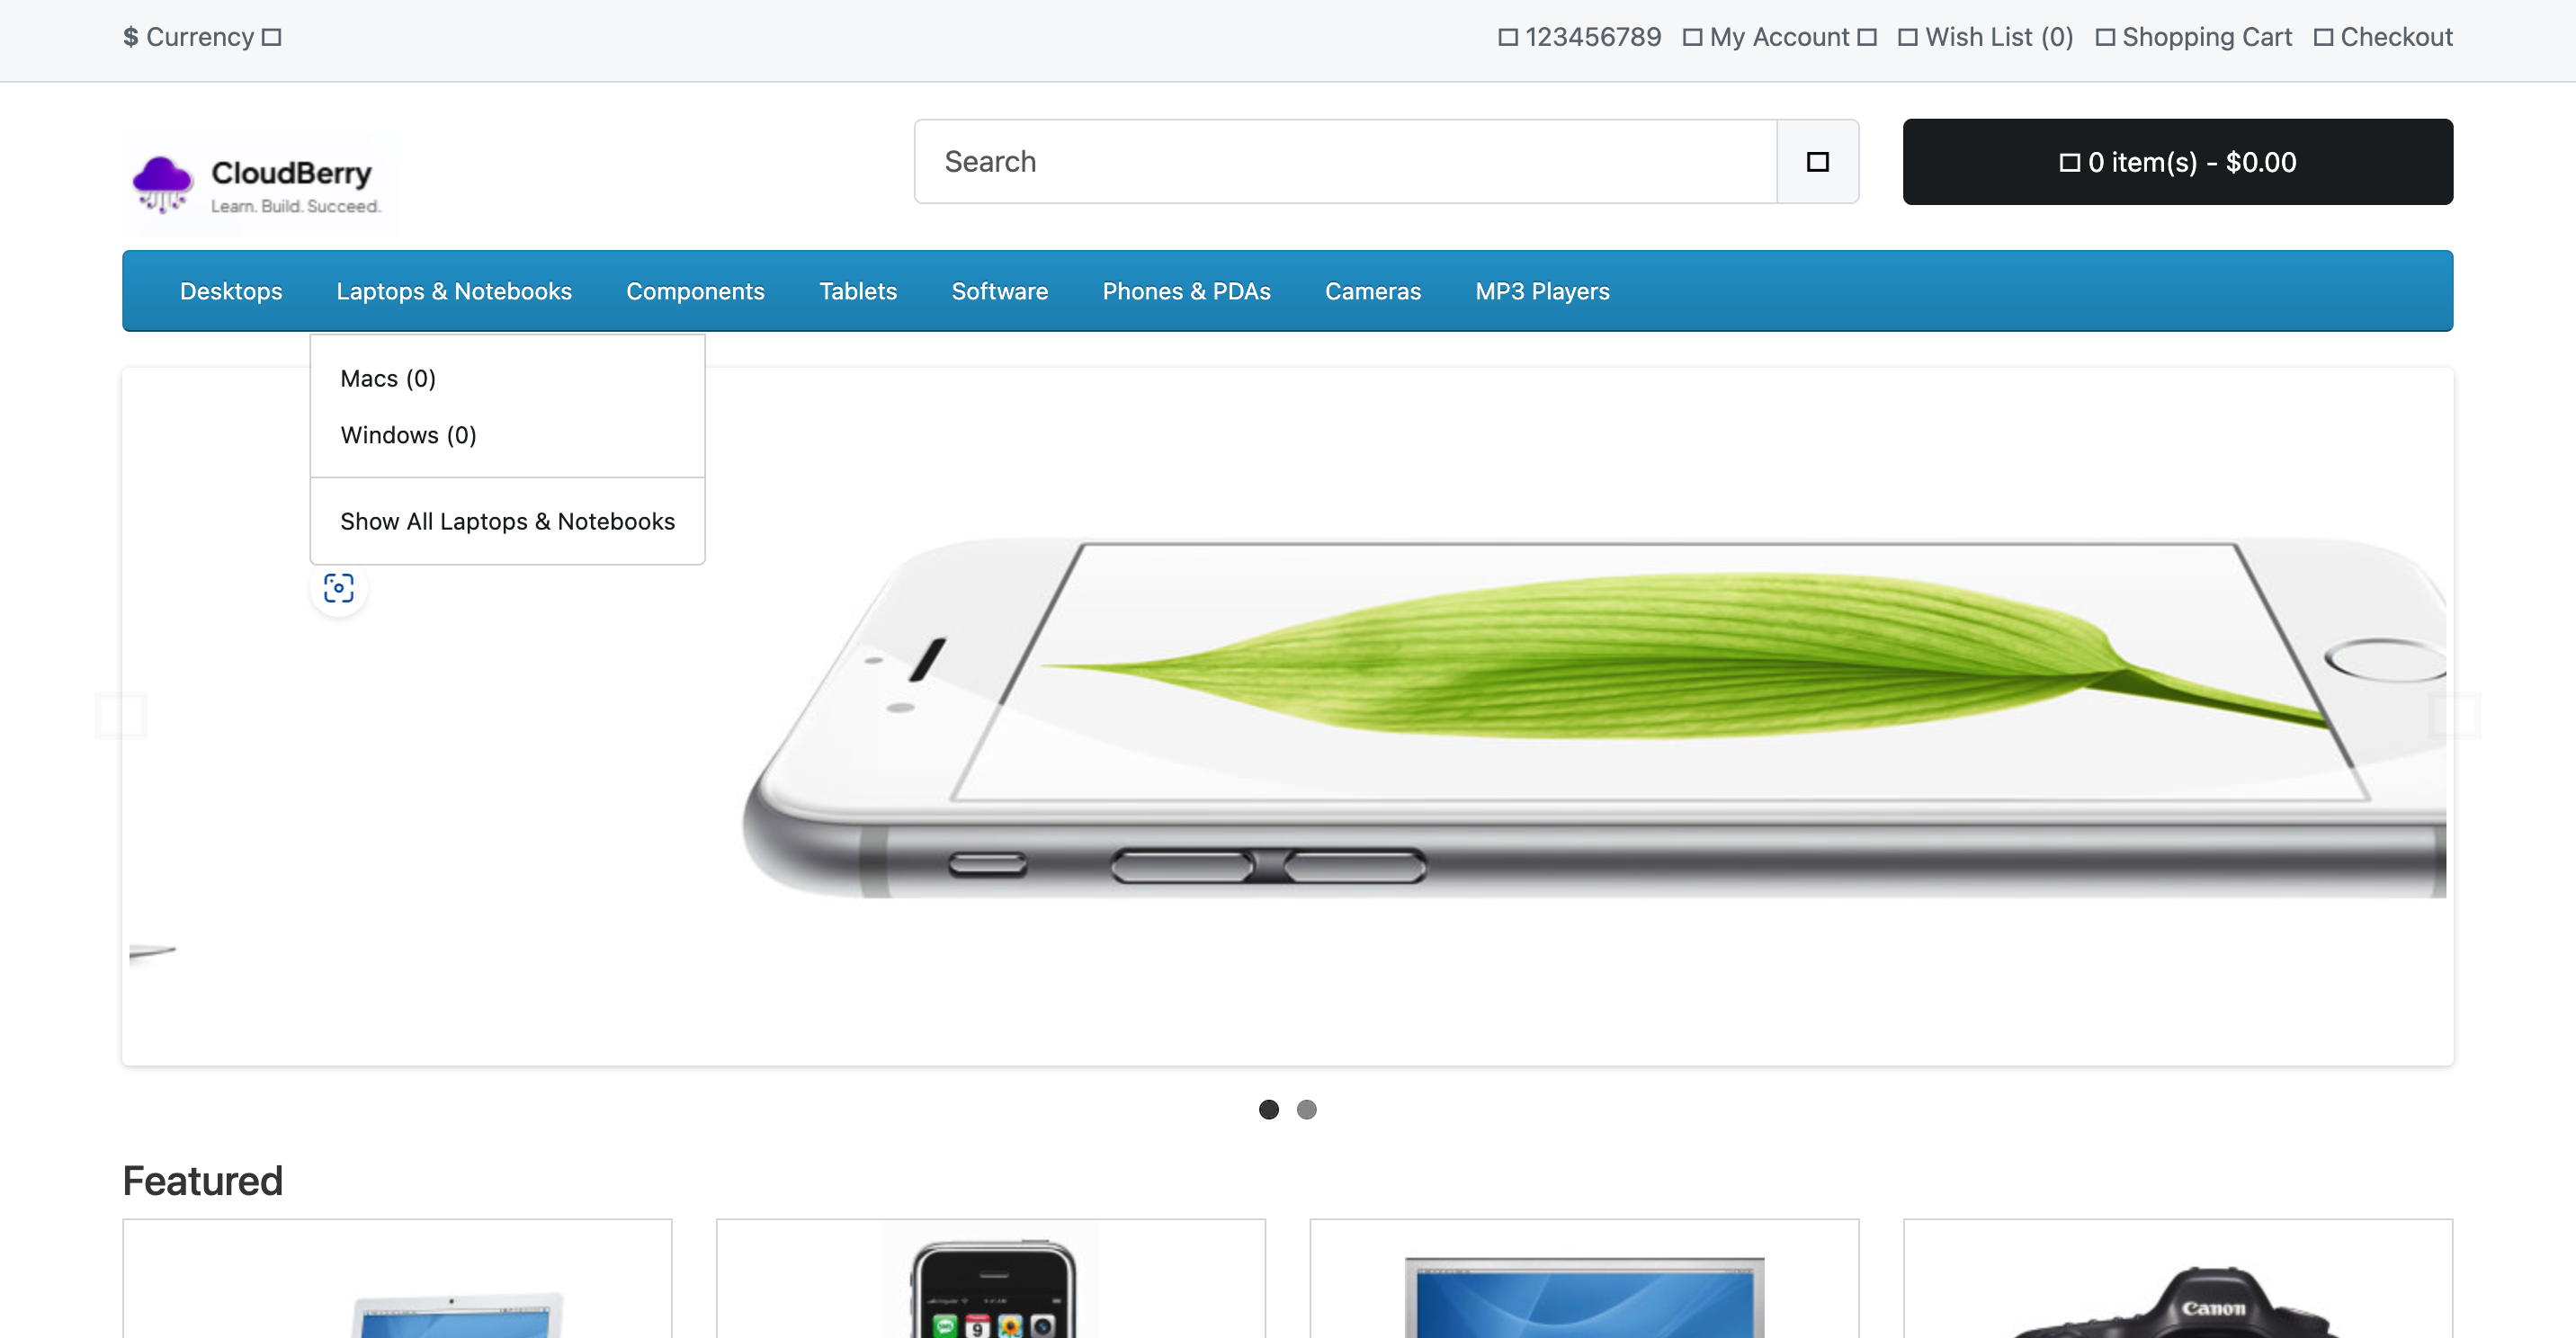 $ Currency
123456789 My Account Wish List (0) Shopping Cart Checkout
CloudBerry
Learn. Build. Succeed.
Search
0 item(s) - $0.00
Desktops Laptops & Notebooks Components Tablets Software Phones & PDAs Cameras MP3 Players
Macs (0)
Windows (0)
Show All Laptops & Notebooks
Featured
9
Canon